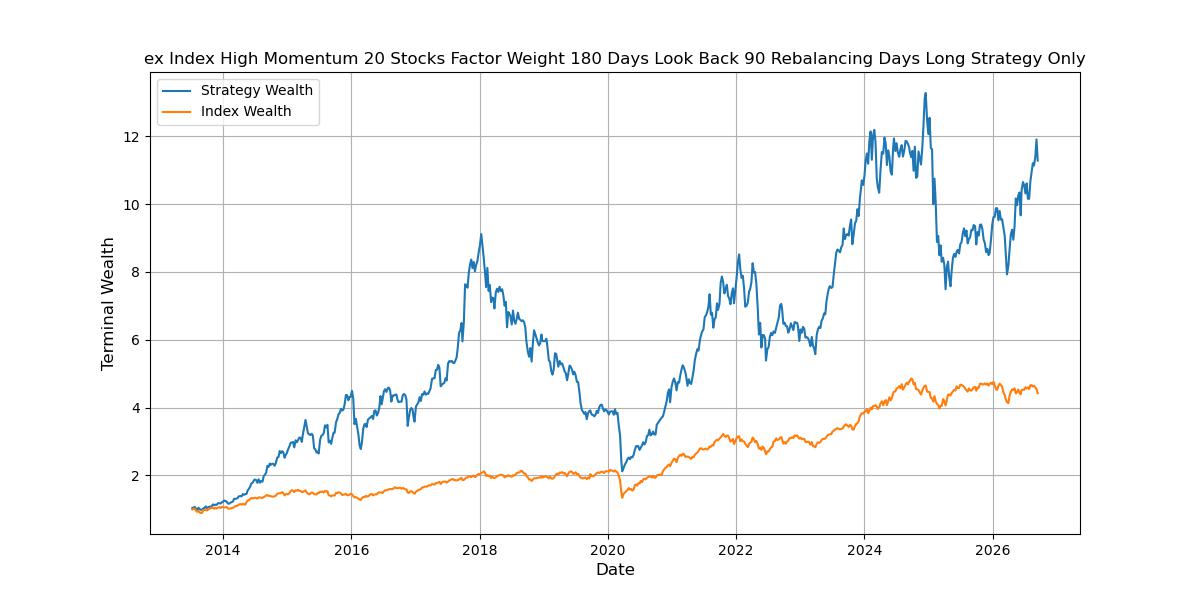 ex Index High Momentum 20 Stocks Factor Weight 180 Days Look Back 90 Rebalancing Days Long Strategy Only
Strategy Wealth
Index Wealth
Terminal Wealth
12
10
8
6
4
2
2014 2016 2018 2020 2022 2024 2026
Date